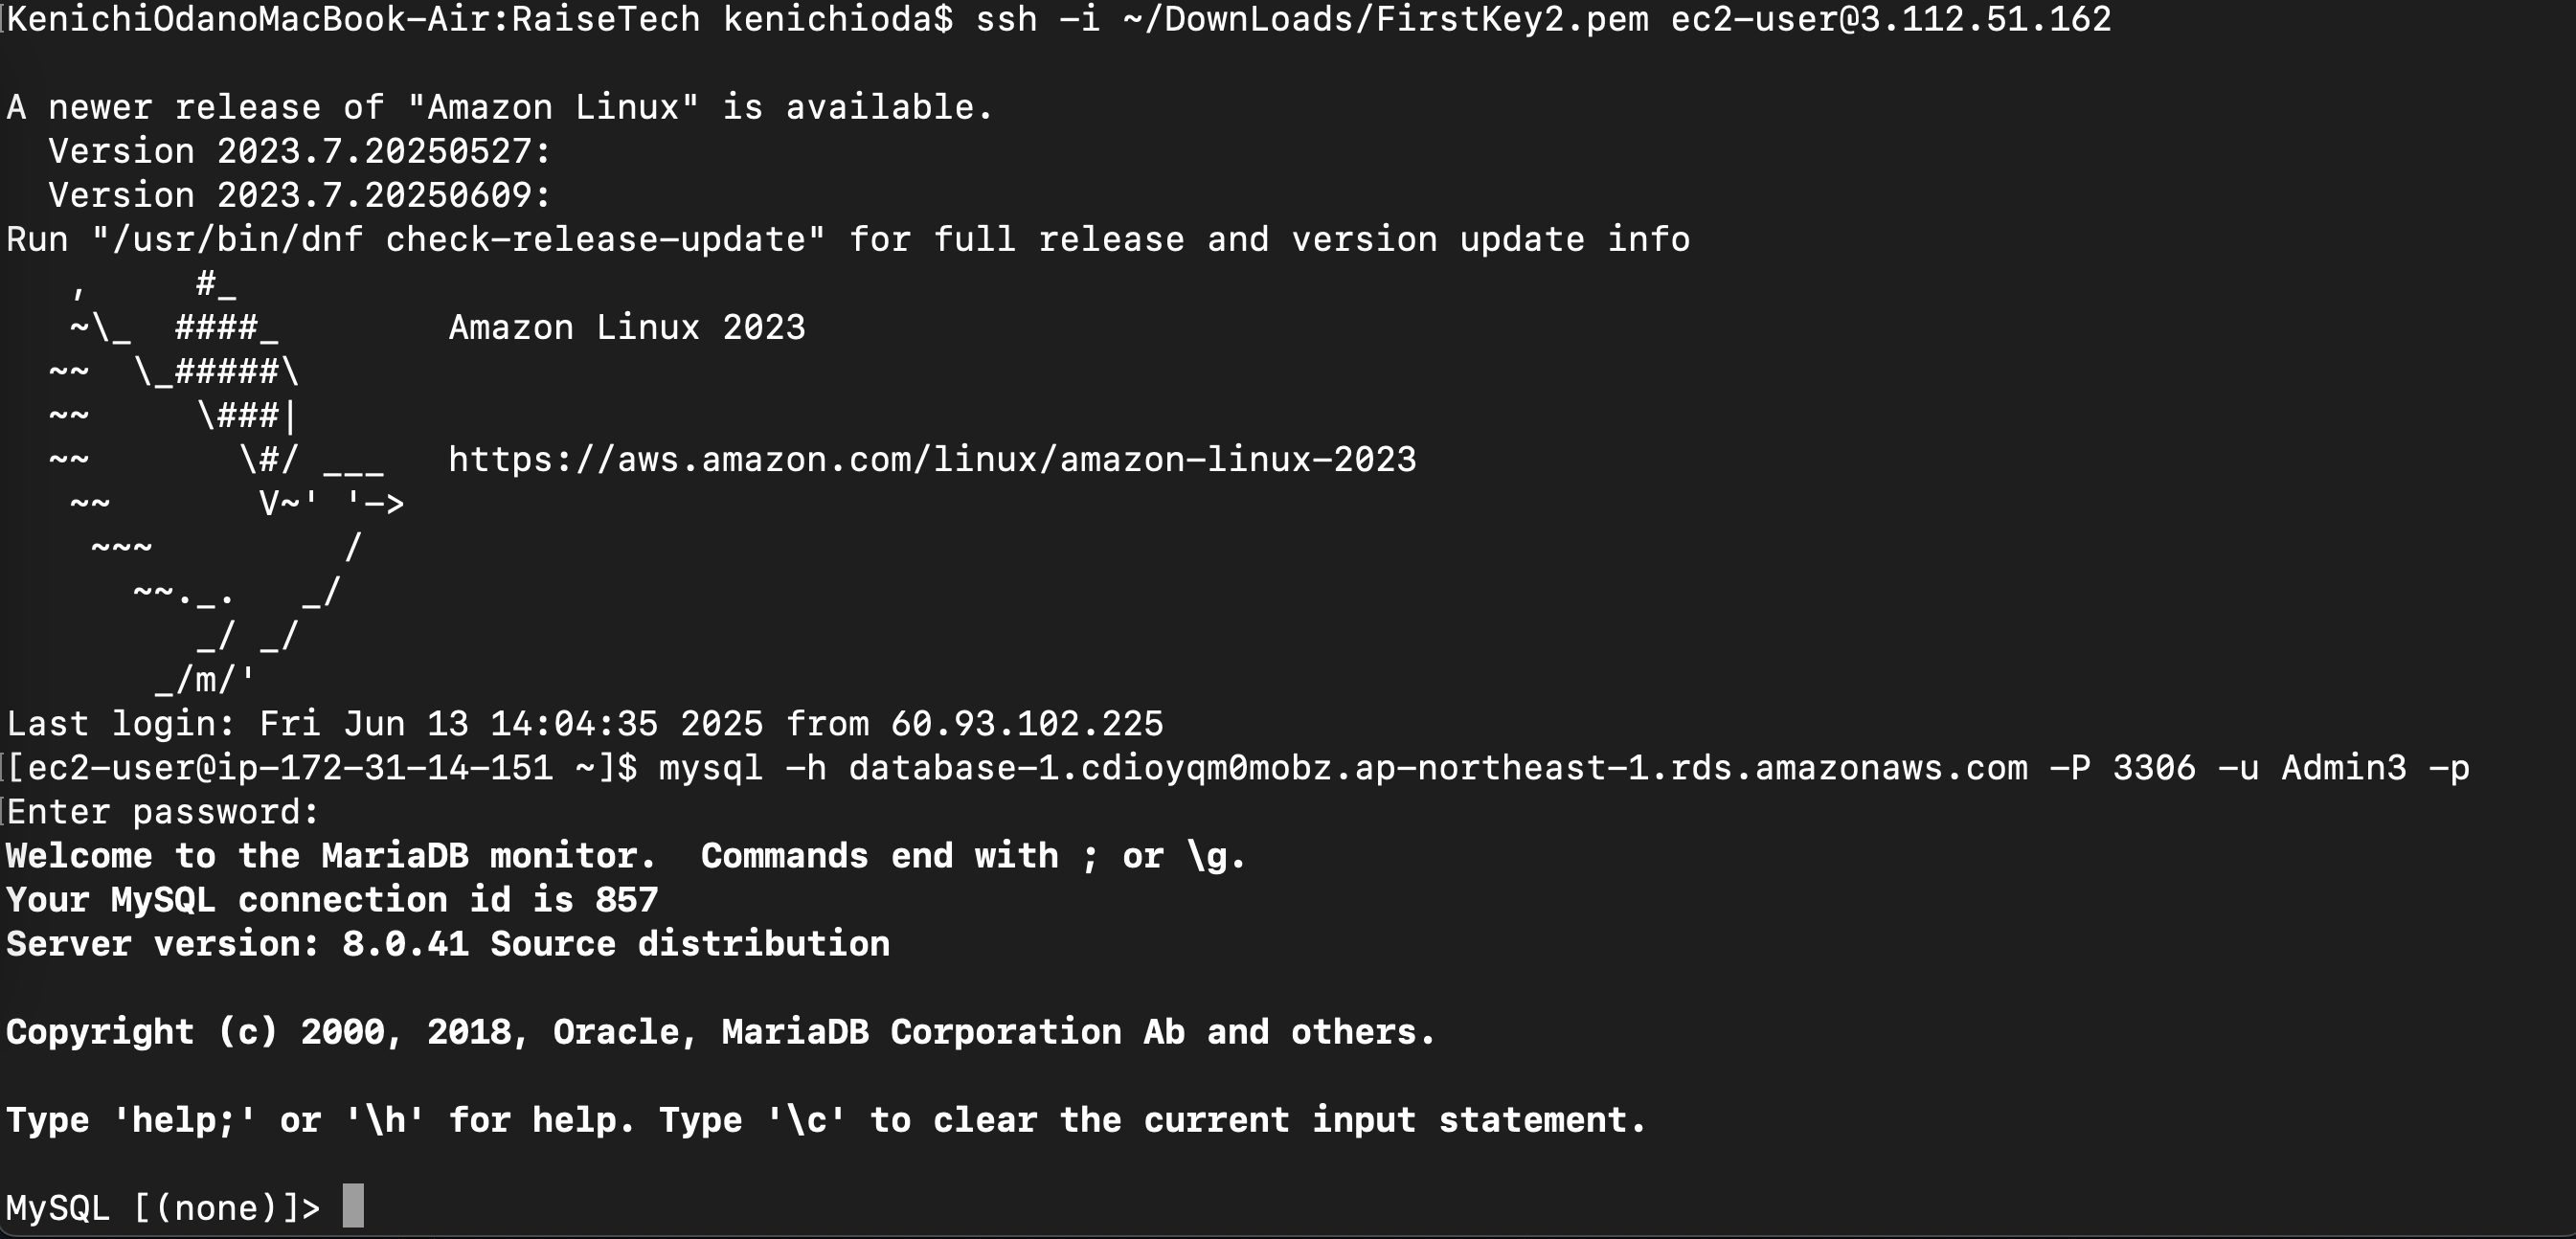 [KenichiOdanoMacBook-Air:RaiseTech kenichioda$ ssh -i ~/DownLoads/FirstKey2.pem ec2-user@3.112.51.162

A newer release of "Amazon Linux" is available.
  Version 2023.7.20250527:
  Version 2023.7.20250609:
Run "/usr/bin/dnf check-release-update" for full release and version update info
   ,     #_
   ~\_  ####_        Amazon Linux 2023
  ~~  \_#####\
  ~~     \###|
  ~~       \#/ ___   https://aws.amazon.com/linux/amazon-linux-2023
   ~~       V~' '->
    ~~~         /
      ~~._.   _/
         _/ _/
       _/m/'
Last login: Fri Jun 13 14:04:35 2025 from 60.93.102.225
[[ec2-user@ip-172-31-14-151 ~]$ mysql -h database-1.cdioyqm0mobz.ap-northeast-1.rds.amazonaws.com -P 3306 -u Admin3 -p
[Enter password:
Welcome to the MariaDB monitor.  Commands end with ; or \g.
Your MySQL connection id is 857
Server version: 8.0.41 Source distribution

Copyright (c) 2000, 2018, Oracle, MariaDB Corporation Ab and others.

Type 'help;' or '\h' for help. Type '\c' to clear the current input statement.

MySQL [(none)]>